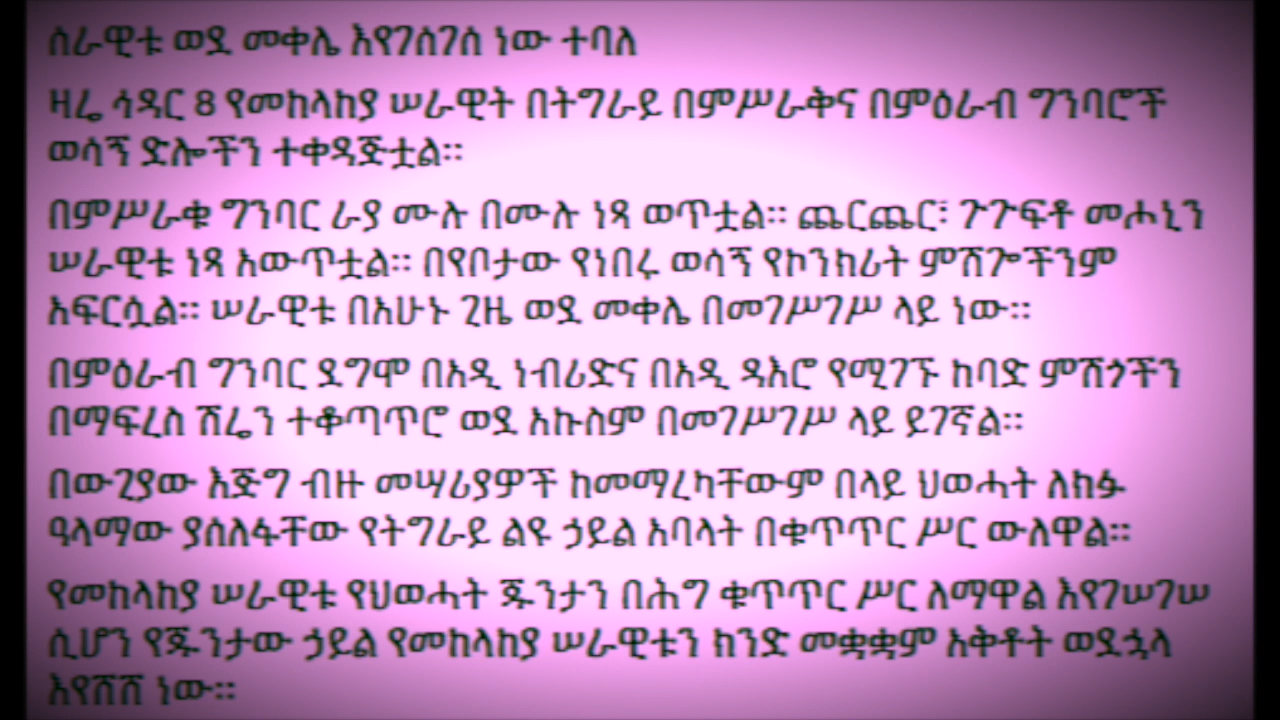 ሰራዊቱ ወደ መቀሌ እየገሰገሰ ነው ተባለ
ዛሬ ኅዳር 8 የመከላከያ ሠራዊት በትግራይ በምሥራቅና በምዕራብ ግንባሮች
ወሳኝ ድሎችን ተቀዳጅቷል።
በምሥራቁ ግንባር ራያ ሙሉ በሙሉ ነጻ ወጥቷል። ጨርጨር፣ ጉጉፍቶ መሖኒን
ሠራዊቱ ነጻ አውጥቷል። በየቦታው የነበሩ ወሳኝ የኮንክሪት ምሽጎችንም
አፍርሷል። ሠራዊቱ በአሁኑ ጊዜ ወደ መቀሌ በመገሥገሥ ላይ ነው።
በምዕራብ ግንባር ደግሞ በአዲ ነብሪድና በአዲ ዳእሮ የሚገኙ ከባድ ምሽጎችን
በማፍረስ ሽሬን ተቆጣጥሮ ወደ አኩስም በመገሥገሥ ላይ ይገኛል።
በውጊያው እጅግ ብዙ መሣሪያዎች ከመማረካቸውም በላይ ህወሓት ለከፉ
ዓላማው ያሰለፋቸው የትግራይ ልዩ ኃይል አባላት በቁጥጥር ሥር ውለዋል።
የመከላከያ ሠራዊቱ የህወሓት ጁንታን በሕግ ቁጥጥር ሥር ለማዋል እየገሠገሠ
ሲሆን የጁንታው ኃይል የመከላከያ ሠራዊቱን ክንድ መቋቋም አቅቶት ወደኋላ
እየሸሸ ነው።